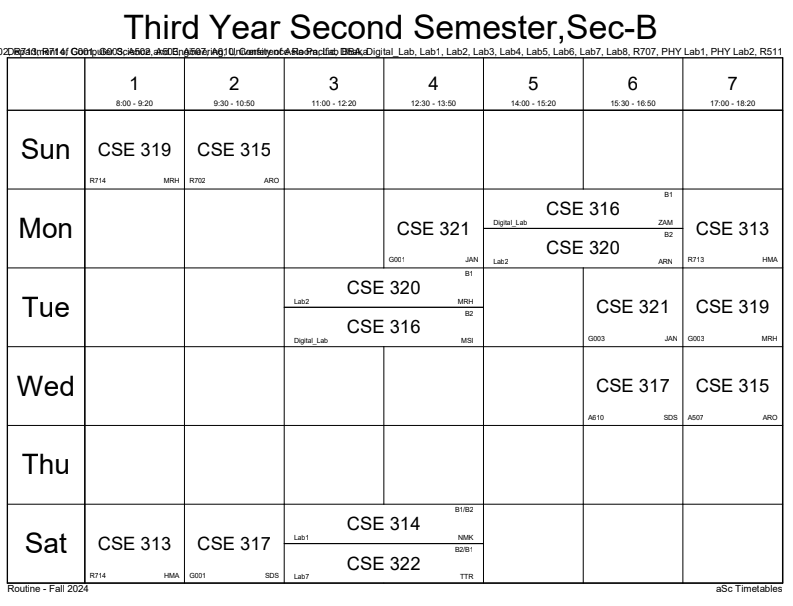 Third Year Second Semester,Sec-B
Digital_Lab, Lab1, Lab2, Lab3, Lab4, Lab5, Lab6, Lab7, Lab8, R707, PHY Lab1, PHY Lab2, R511
1 2 3 4 5 6 7
8:00 - 9:20 9:30 - 10:50 11:00 - 12:20 12:30 - 13:50 14:00 - 15:20 15:30 - 16:50 17:00 - 18:20
Sun
CSE 319
R714 MRH
CSE 315
R702 ARO
Mon
CSE 321
G001 JAN
B1
CSE 316
Digital_Lab ZAM
B2
CSE 320
Lab2 ARN
CSE 313
R713 HMA
Tue
B1
CSE 320
Lab2 MRH
B2
CSE 316
Digital_Lab MSI
CSE 321
G003 JAN
CSE 319
G003 MRH
Wed
CSE 317
A610 SDS
CSE 315
A507 ARO
Thu
Sat
CSE 313
R714 HMA
CSE 317
G001 SDS
B1/B2
CSE 314
Lab1 NMK
B2/B1
CSE 322
Lab7 TTR
Routine - Fall 2024 aSc Timetables